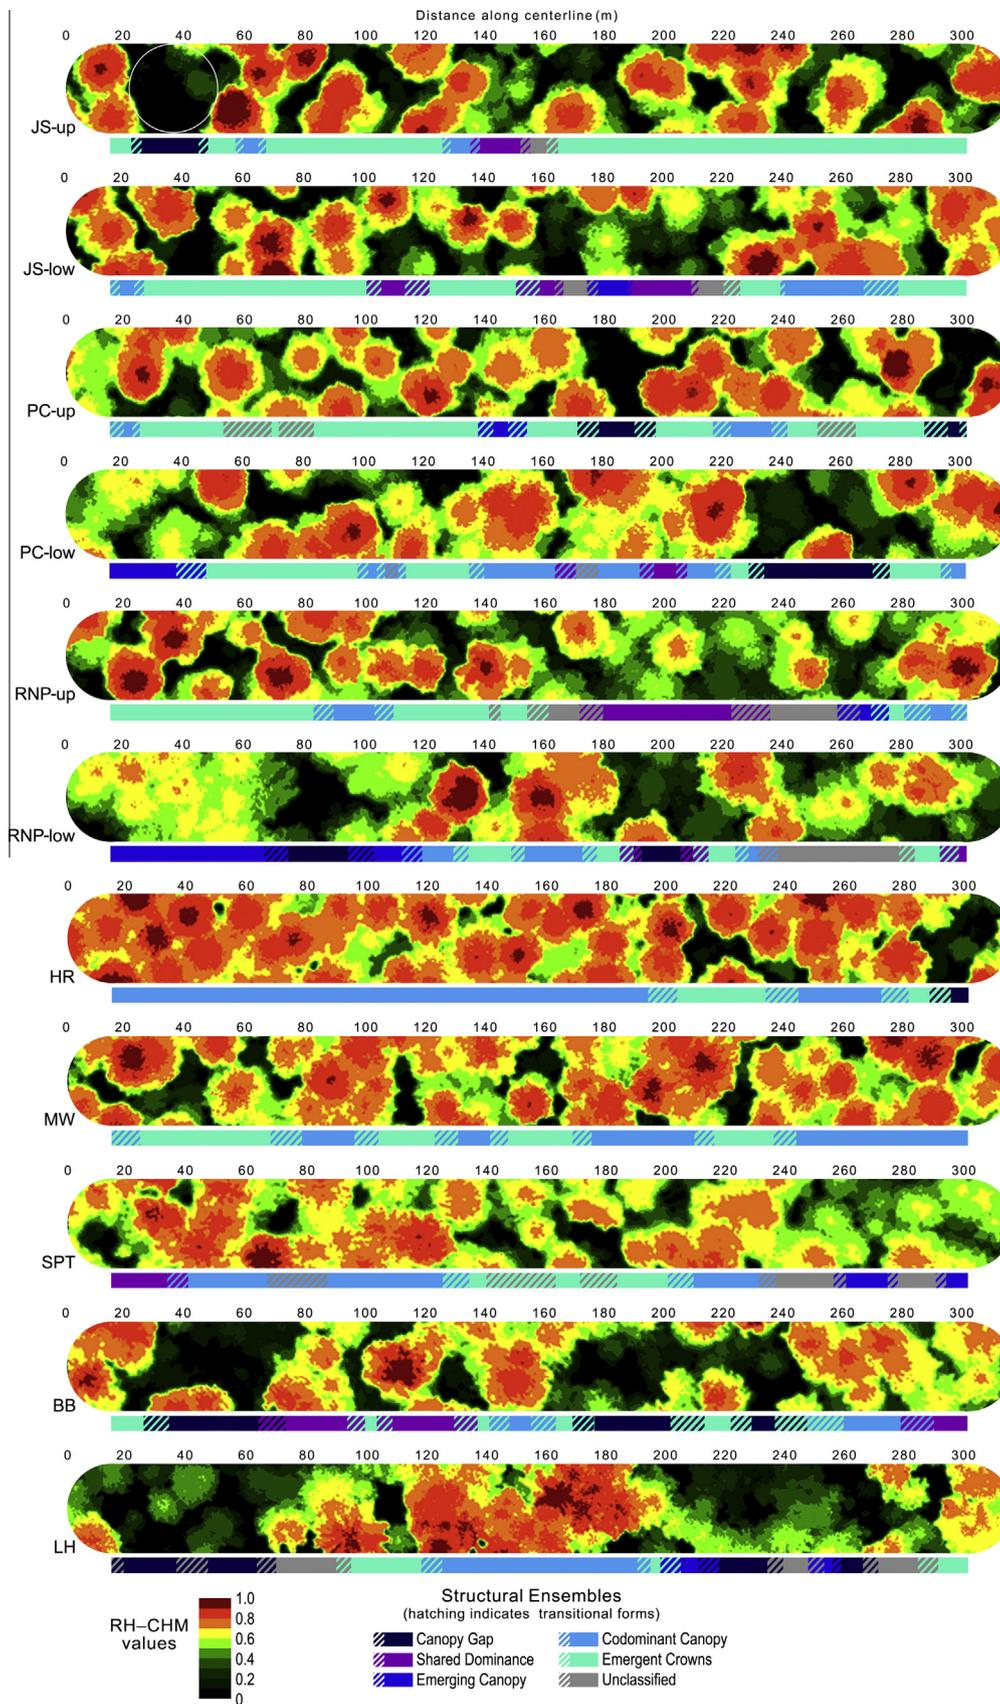 Distance along centerline (m)
0 20 40 60 80 100 120 140 160 180 200 220 240 260 280 300
JS-up
0 20 40 60 80 100 120 140 160 180 200 220 240 260 280 300
JS-low
0 20 40 60 80 100 120 140 160 180 200 220 240 260 280 300
PC-up
0 20 40 60 80 100 120 140 160 180 200 220 240 260 280 300
PC-low
0 20 40 60 80 100 120 140 160 180 200 220 240 260 280 300
RNP-up
0 20 40 60 80 100 120 140 160 180 200 220 240 260 280 300
RNP-low
0 20 40 60 80 100 120 140 160 180 200 220 240 260 280 300
HR
0 20 40 60 80 100 120 140 160 180 200 220 240 260 280 300
MW
0 20 40 60 80 100 120 140 160 180 200 220 240 260 280 300
SPT
0 20 40 60 80 100 120 140 160 180 200 220 240 260 280 300
BB
0 20 40 60 80 100 120 140 160 180 200 220 240 260 280 300
LH
RH–CHM
values
1.0
0.8
0.6
0.4
0.2
0
Structural Ensembles
(hatching indicates transitional forms)
Canopy Gap
Codominant Canopy
Shared Dominance
Emergent Crowns
Emerging Canopy
Unclassified